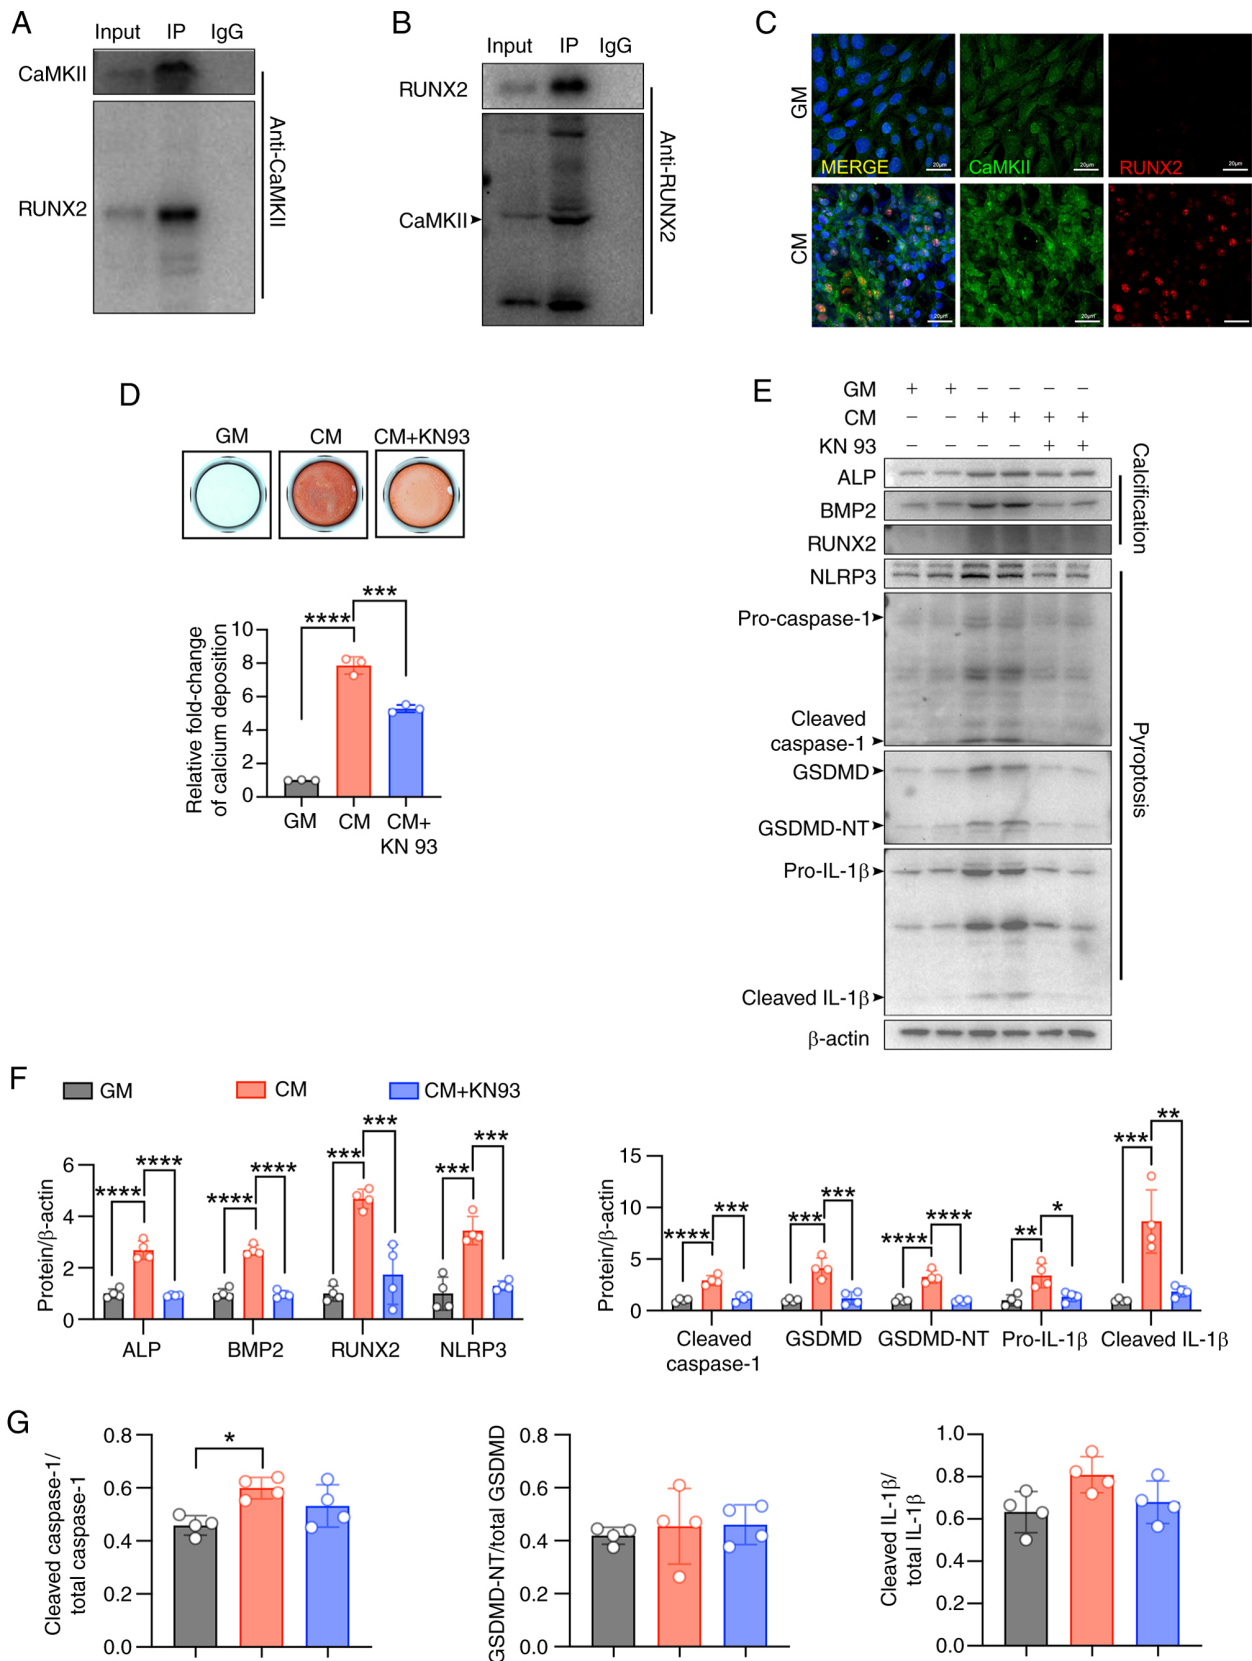 A
Input IP IgG
CaMKII
RUNX2
Anti-CaMKII
B
Input IP IgG
RUNX2
CaMKII
Anti-RUNX2
C
GM
MERGE 20μm
CaMKII 20μm
RUNX2 20μm
CM
20μm
20μm
D
GM CM CM+KN93
Relative fold-change
of calcium deposition
**** ***
10
8
6
4
2
0
GM CM CM+
KN 93
E
GM + + – – – –
CM – – + + + +
KN 93 – – – – + +
ALP
BMP2
RUNX2
NLRP3
Pro-caspase-1
Cleaved
caspase-1
GSDMD
GSDMD-NT
Pro-IL-1β
Cleaved IL-1β
β-actin
Calcification
Pyroptosis
F
GM CM CM+KN93
Protein/β-actin
6
4
2
0
**** **** **** **** *** *** *** ***
ALP BMP2 RUNX2 NLRP3
Protein/β-actin
15
10
5
0
**** *** *** *** **** **** ** * *** **
Cleaved
caspase-1
GSDMD GSDMD-NT Pro-IL-1β Cleaved IL-1β
G
Cleaved caspase-1/
total caspase-1
0.8
0.6
0.4
0.2
0.0
*
GSDMD-NT/total GSDMD
0.8
0.6
0.4
0.2
0.0
Cleaved IL-1β/
total IL-1β
1.0
0.8
0.6
0.4
0.2
0.0